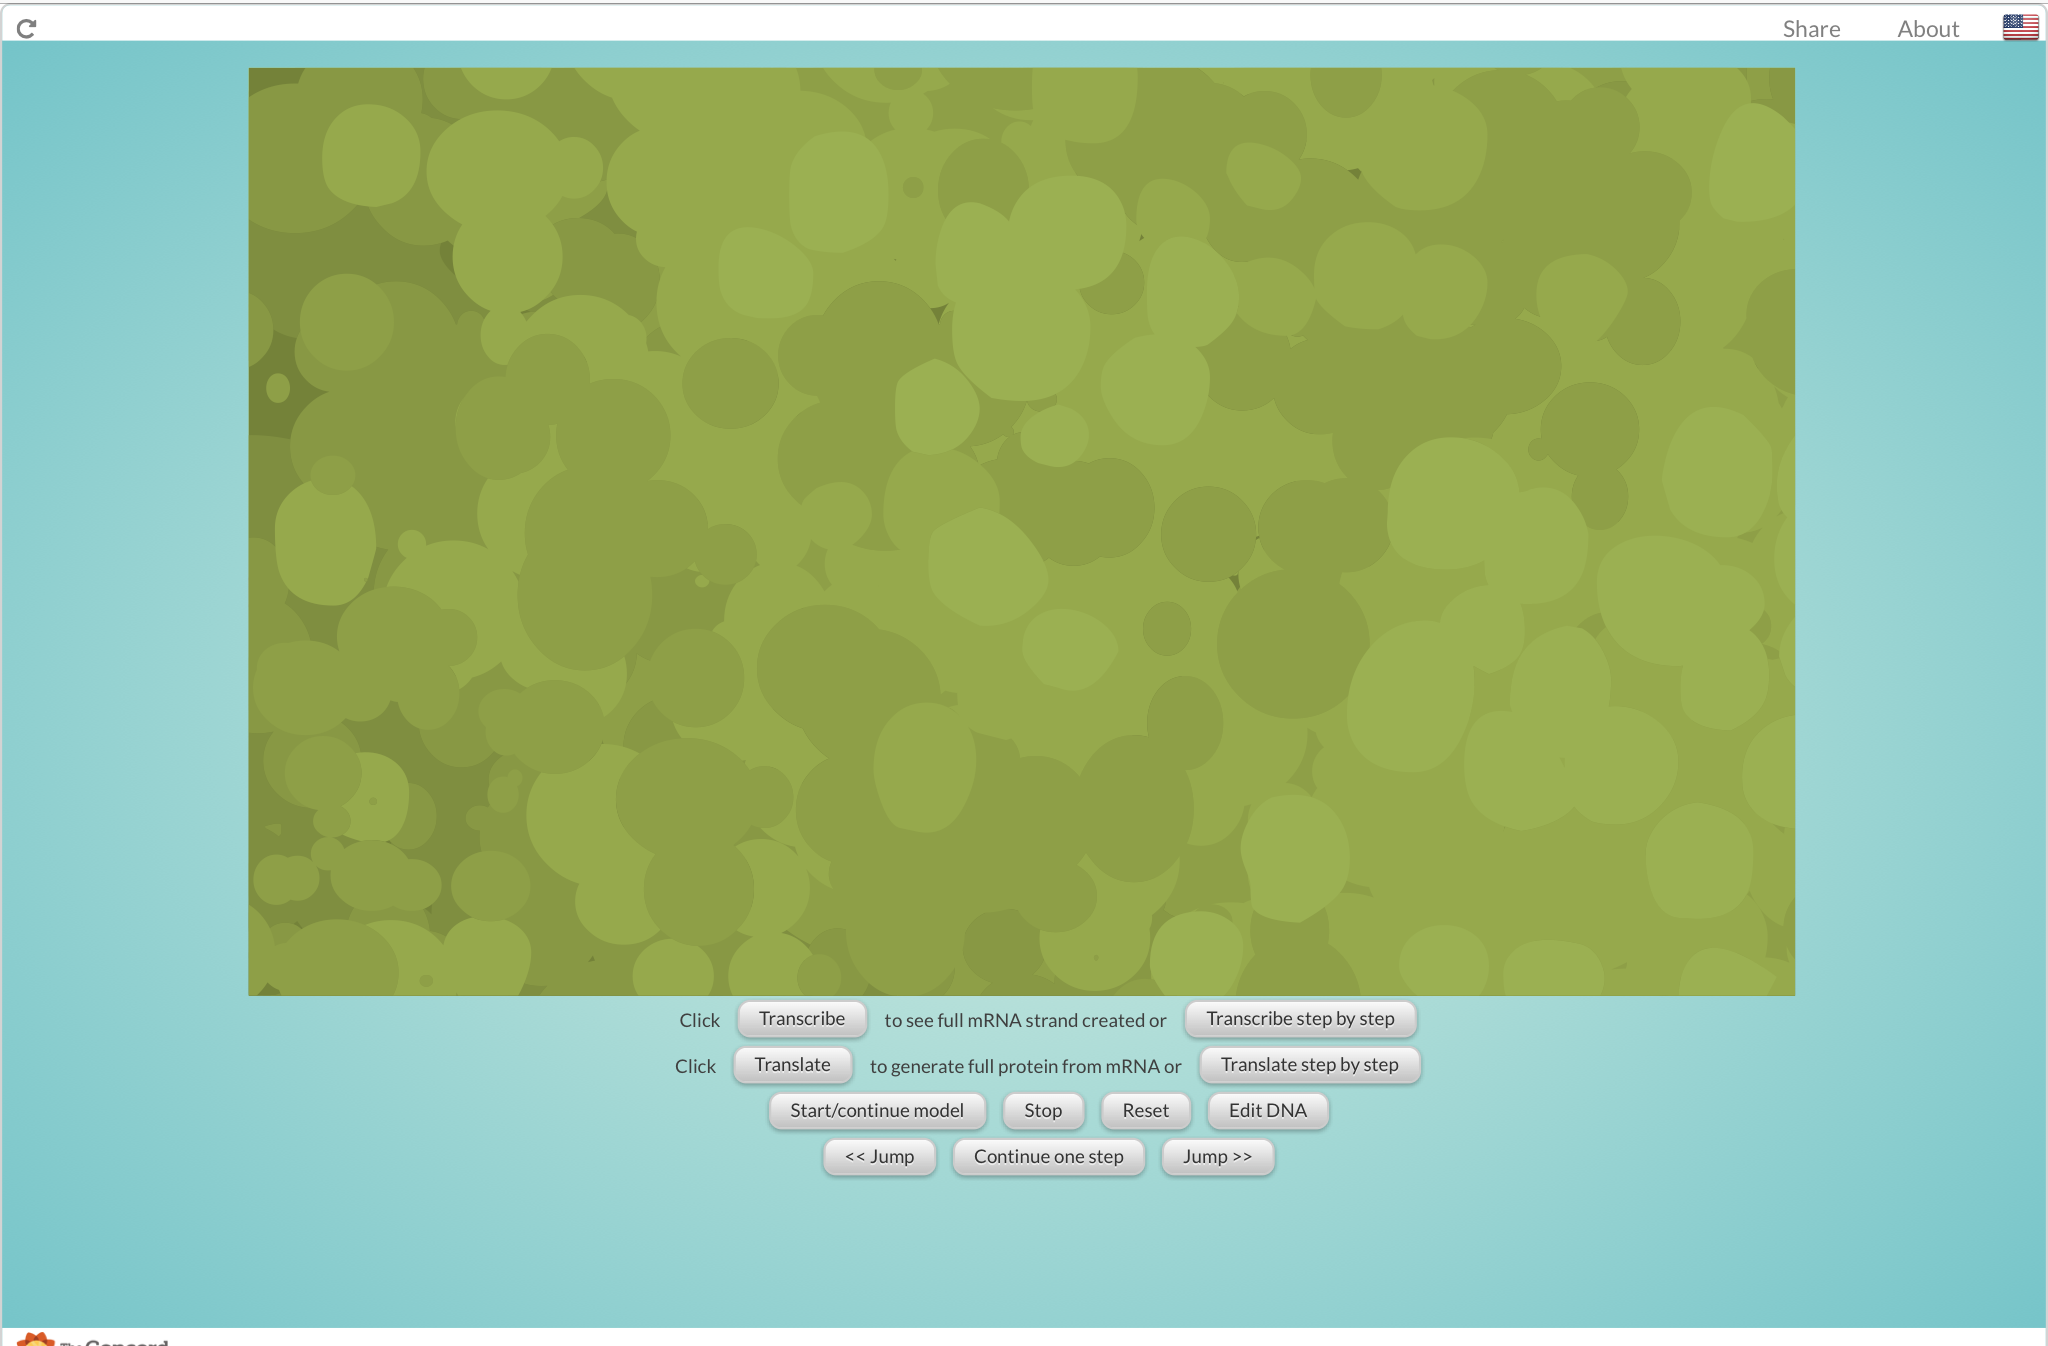 Share About
Click Transcribe to see full mRNA strand created or Transcribe step by step
Click Translate to generate full protein from mRNA or Translate step by step
Start/continue model Stop Reset Edit DNA
<< Jump Continue one step Jump >>
The Concord